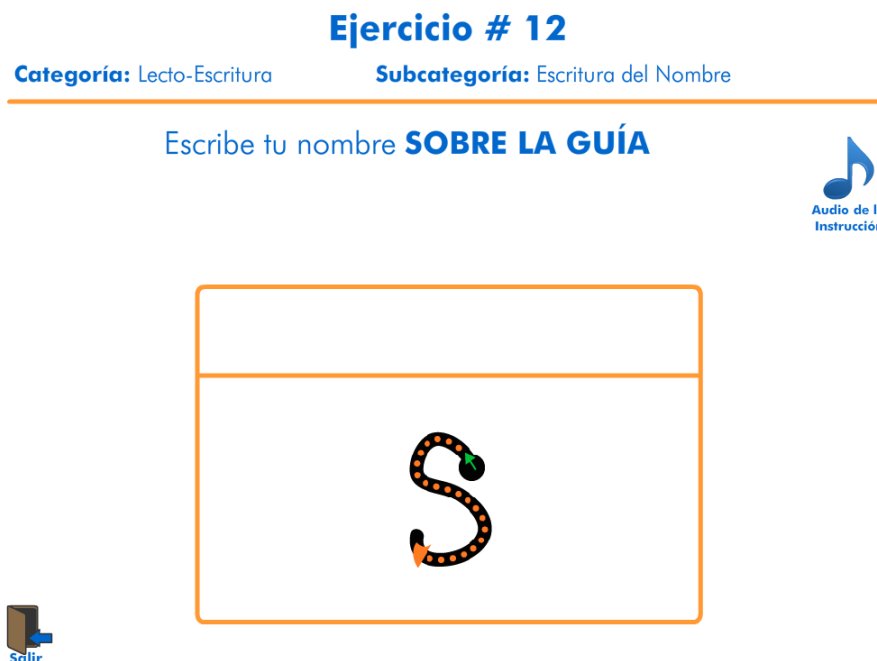 Ejercicio # 12
Categoría: Lecto-Escritura Subcategoría: Escritura del Nombre
Escribe tu nombre SOBRE LA GUÍA
Audio de l
Instrucción
S
Salir